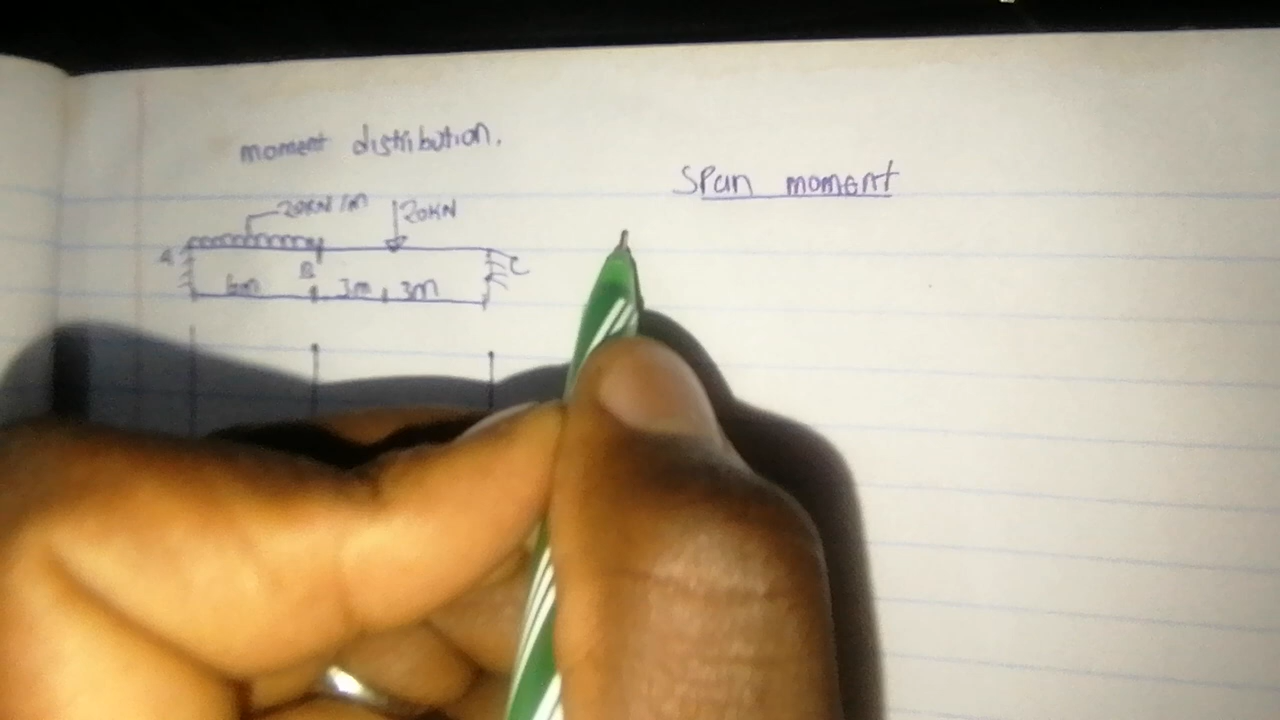 moment distribution.
Span moment
20KN/m
20KN
A
B
C
6m
3m
3m